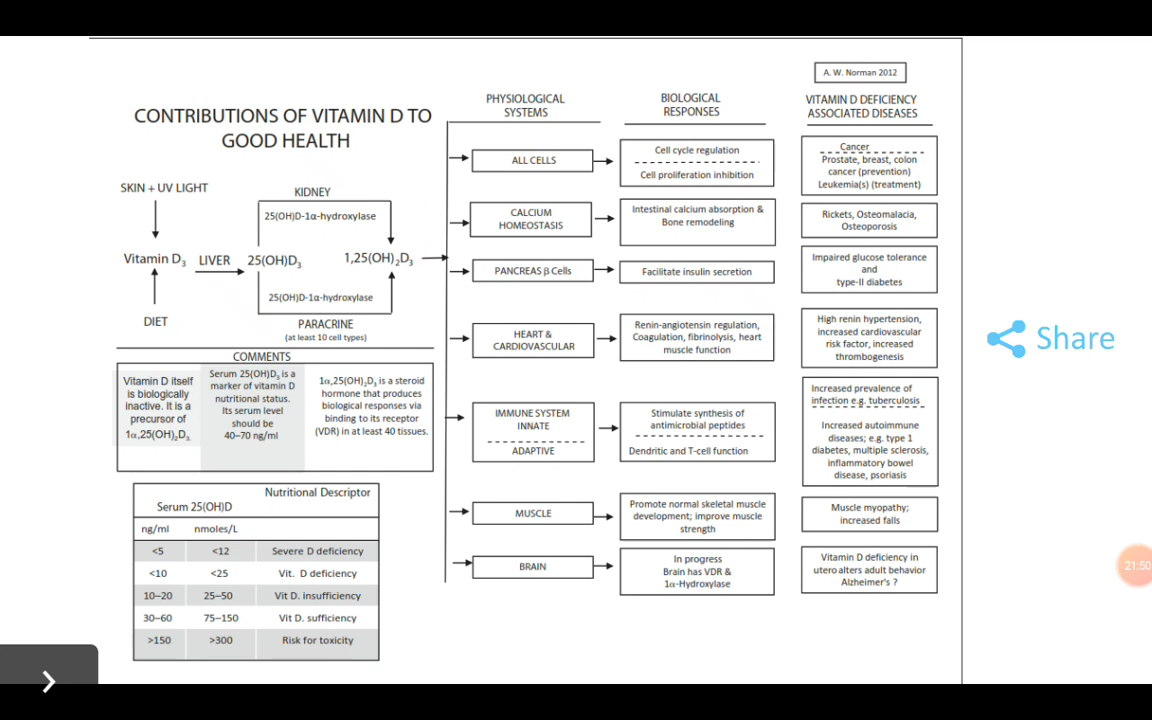 A. W. Norman 2012
CONTRIBUTIONS OF VITAMIN D TO
GOOD HEALTH
SKIN + UV LIGHT
KIDNEY
25(OH)D-1α-hydroxylase
Vitamin D₃
LIVER
25(OH)D₃
1,25(OH)₂D₃
25(OH)D-1α-hydroxylase
DIET
PARACRINE
(at least 10 cell types)
COMMENTS
Vitamin D itself
is biologically
inactive. It is a
precursor of
1α,25(OH)₂D₃.
Serum 25(OH)D₃ is a
marker of vitamin D
nutritional status.
Its serum level
should be
40–70 ng/ml
1α,25(OH)₂D₃ is a steroid
hormone that produces
biological responses via
binding to its receptor
(VDR) in at least 40 tissues.
Nutritional Descriptor
Serum 25(OH)D
ng/ml nmoles/L
<5 <12 Severe D deficiency
<10 <25 Vit. D deficiency
10–20 25–50 Vit D. insufficiency
30–60 75–150 Vit D. sufficiency
>150 >300 Risk for toxicity
PHYSIOLOGICAL
SYSTEMS
BIOLOGICAL
RESPONSES
VITAMIN D DEFICIENCY
ASSOCIATED DISEASES
ALL CELLS
Cell cycle regulation
Cell proliferation inhibition
Cancer
Prostate, breast, colon
cancer (prevention)
Leukemia(s) (treatment)
CALCIUM
HOMEOSTASIS
Intestinal calcium absorption &
Bone remodeling
Rickets, Osteomalacia,
Osteoporosis
PANCREAS β Cells
Facilitate insulin secretion
Impaired glucose tolerance
and
type-II diabetes
HEART &
CARDIOVASCULAR
Renin-angiotensin regulation,
Coagulation, fibrinolysis, heart
muscle function
High renin hypertension,
increased cardiovascular
risk factor, increased
thrombogenesis
IMMUNE SYSTEM
INNATE
ADAPTIVE
Stimulate synthesis of
antimicrobial peptides
Dendritic and T-cell function
Increased prevalence of
infection e.g. tuberculosis
Increased autoimmune
diseases; e.g. type 1
diabetes, multiple sclerosis,
inflammatory bowel
disease, psoriasis
MUSCLE
Promote normal skeletal muscle
development; improve muscle
strength
Muscle myopathy;
increased falls
BRAIN
In progress
Brain has VDR &
1α-Hydroxylase
Vitamin D deficiency in
utero alters adult behavior
Alzheimer's ?
Share
21:50